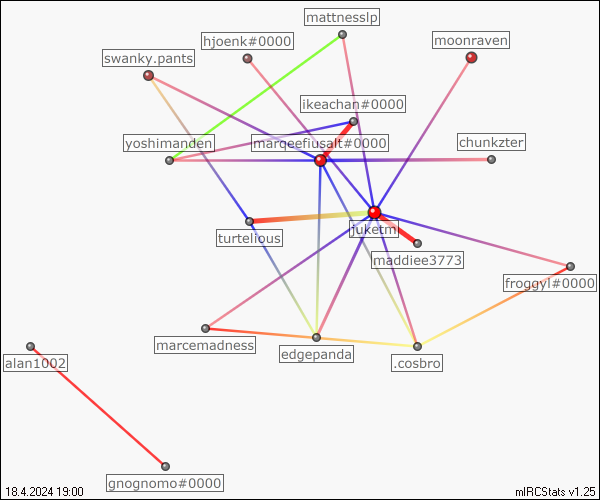 mattnesslp
hjoenk#0000
moonraven
swanky.pants
ikeachan#0000
yoshimanden
marceefiusalt#0000
chunkzter
turtelious
juketm
maddiee3773
froggyl#0000
marcemadness
edgepanda
.cosbro
alan1002
gnognomo#0000
18.4.2024 19:00
mIRCStats v1.25